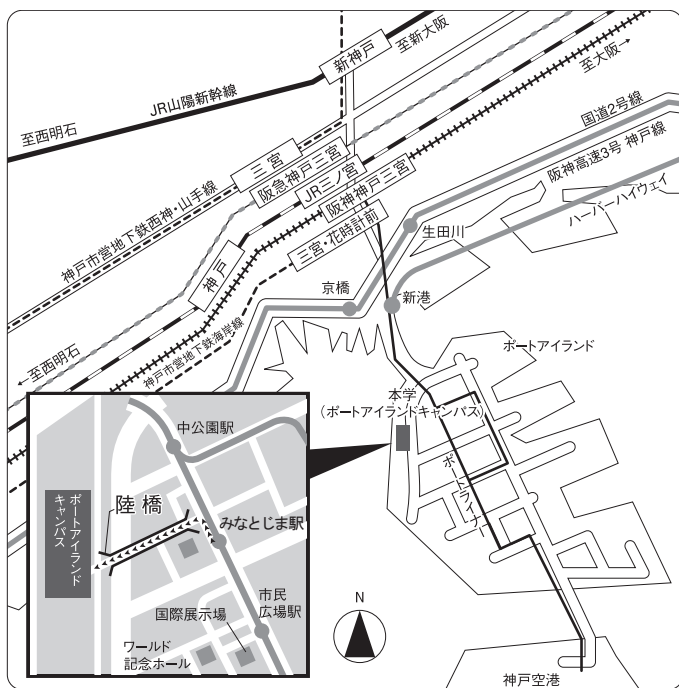 新神戸
至新大阪
至大阪→
JR山陽新幹線
至西明石
国道2号線
阪神高速3号 神戸線
三宮
阪急神戸三宮
JR三ノ宮
阪神神戸三宮
ハーバーハイウェイ
神戸市営地下鉄西神・山手線
三宮・花時計前
生田川
神戸
京橋
新港
神戸市営地下鉄海岸線
←至西明石
ポートアイランド
本学
(ポートアイランドキャンパス)
ポートライナー
中公園駅
陸橋
ポートアイランド
キャンパス
みなとじま駅
市民
広場駅
国際展示場
ワールド
記念ホール
N
神戸空港